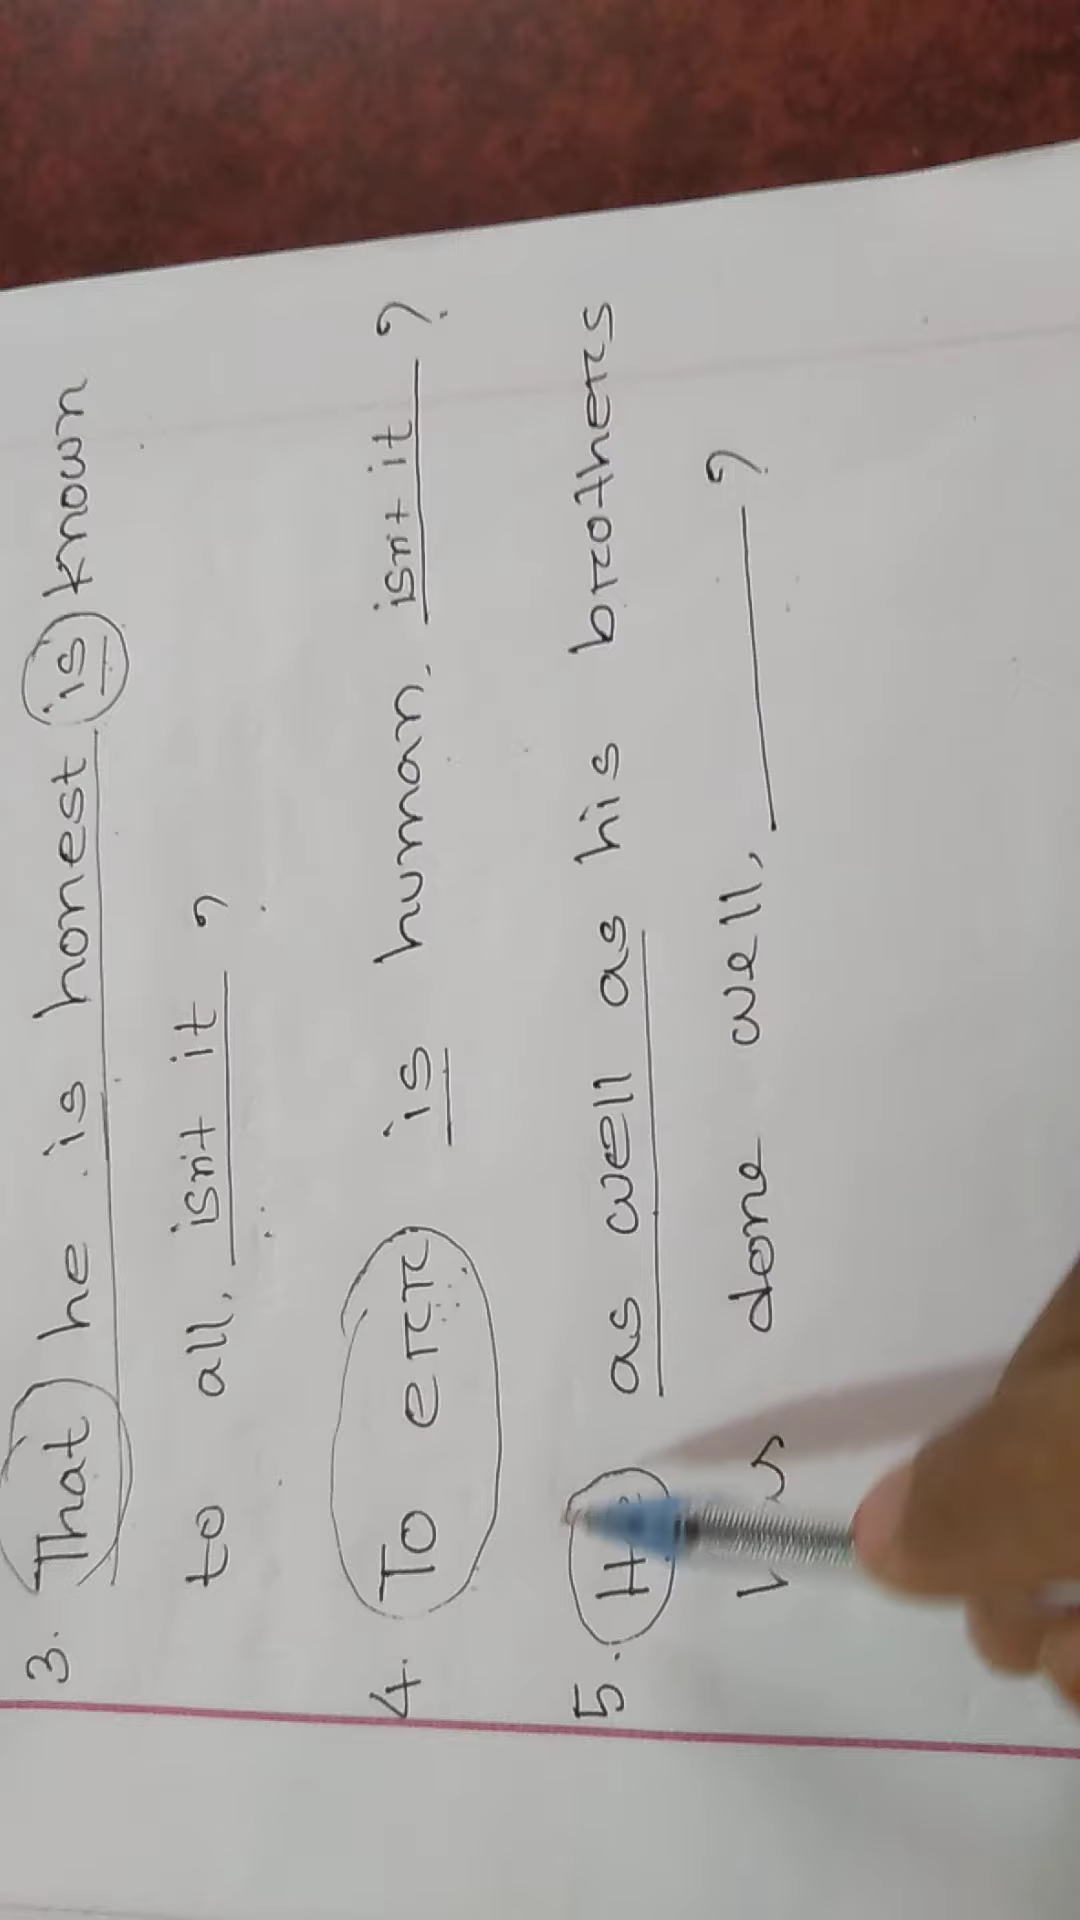 3. That he is honest is known
to all, isn't it ?
4. To err is human. isn't it ?
5. He as well as his brothers
done well, ?